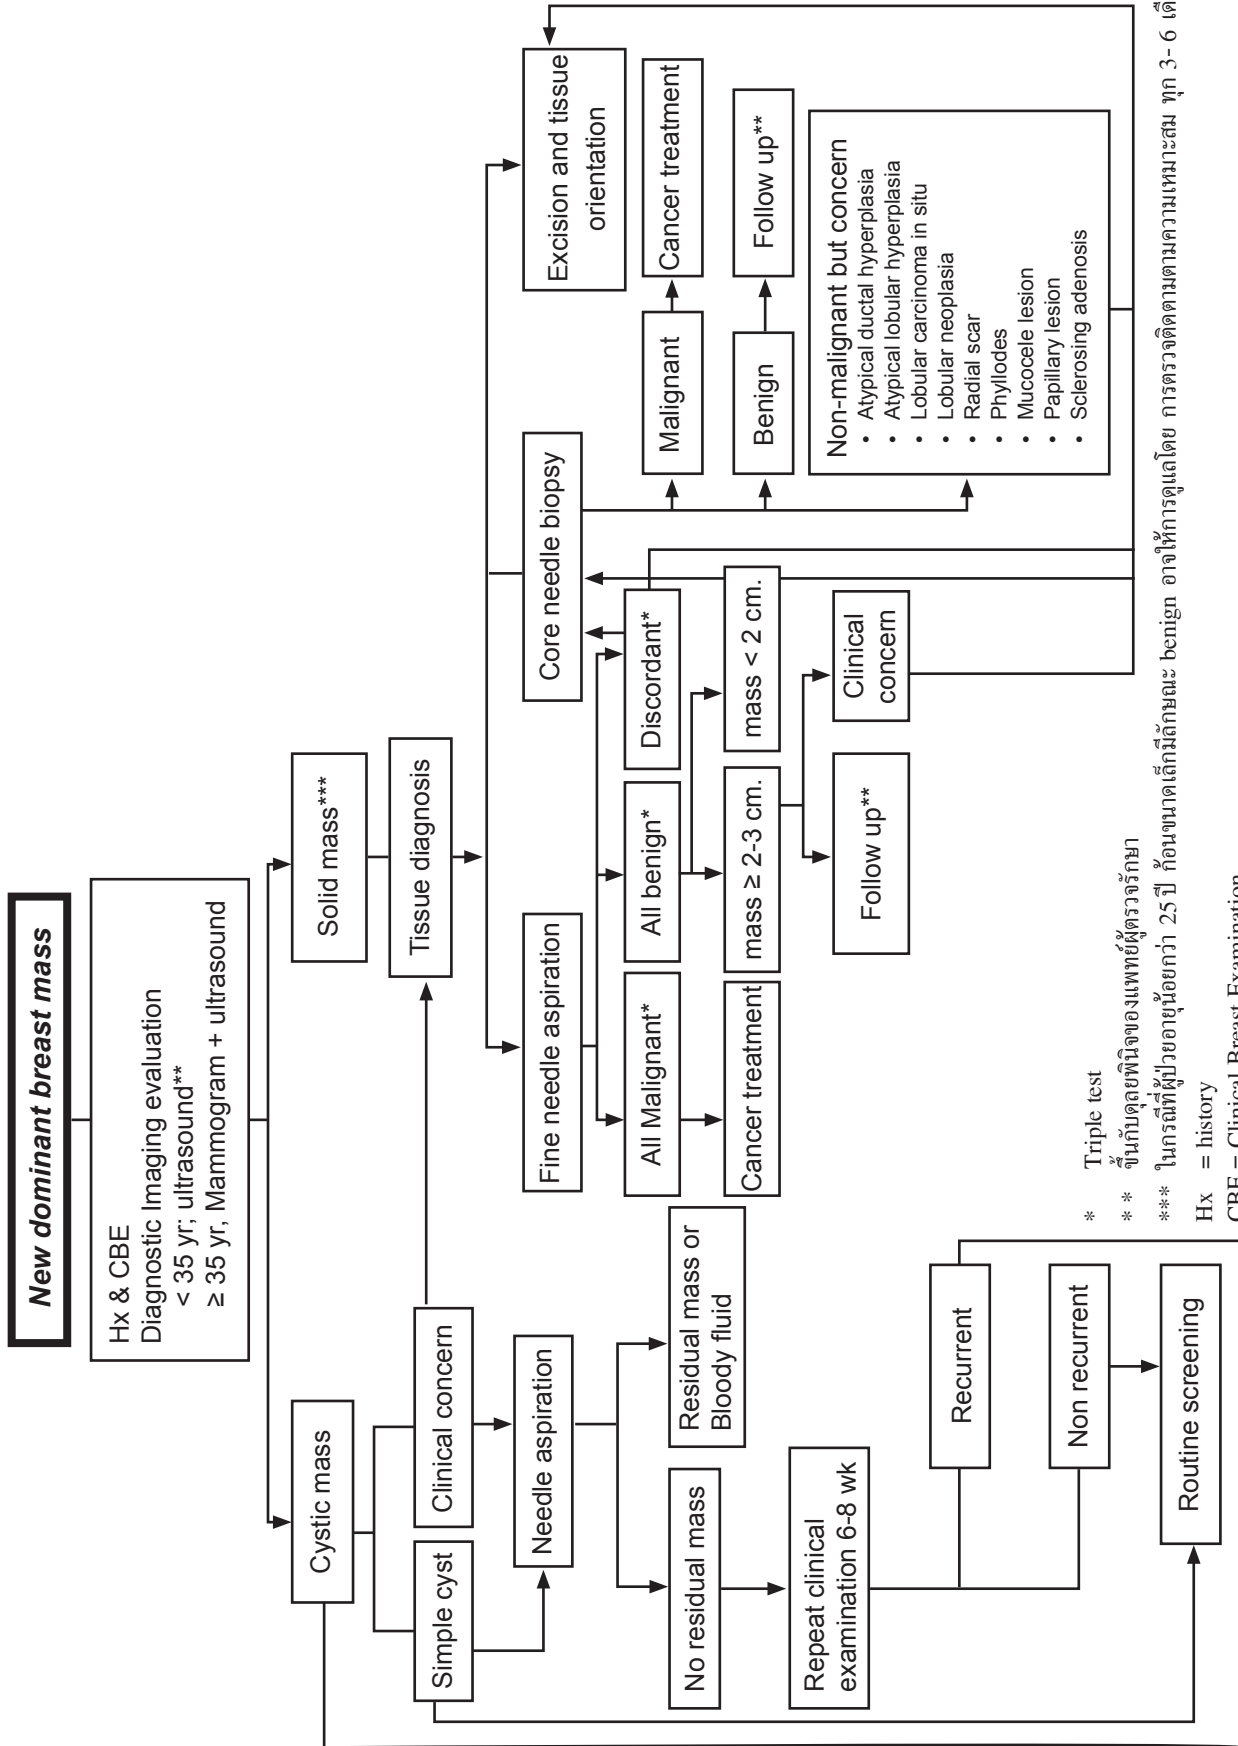 New dominant breast mass
Hx & CBE
Diagnostic Imaging evaluation
< 35 yr; ultrasound**
≥ 35 yr, Mammogram + ultrasound
Cystic mass
Solid mass***
Simple cyst
Clinical concern
Tissue diagnosis
Needle aspiration
Fine needle aspiration
Core needle biopsy
Excision and tissue
orientation
No residual mass
Residual mass or
Bloody fluid
All Malignant*
All benign*
Discordant*
Malignant
Cancer treatment
Cancer treatment
mass ≥ 2-3 cm.
mass < 2 cm.
Benign
Follow up**
Repeat clinical
examination 6-8 wk
Follow up**
Clinical
concern
Non-malignant but concern
• Atypical ductal hyperplasia
• Atypical lobular hyperplasia
• Lobular carcinoma in situ
• Lobular neoplasia
• Radial scar
• Phyllodes
• Mucocele lesion
• Papillary lesion
• Sclerosing adenosis
Recurrent
Non recurrent
Routine screening
* Triple test
** ขึ้นกับดุลยพินิจของแพทย์ผู้ตรวจรักษา
*** ในกรณีที่ผู้ป่วยอายุน้อยกว่า 25 ปี ก้อนขนาดเล็กมีลักษณะ benign อาจให้การดูแลโดย การตรวจติดตามตามความเหมาะสม ทุก 3- 6
Hx = history
CBE = Clinical Breast Examination